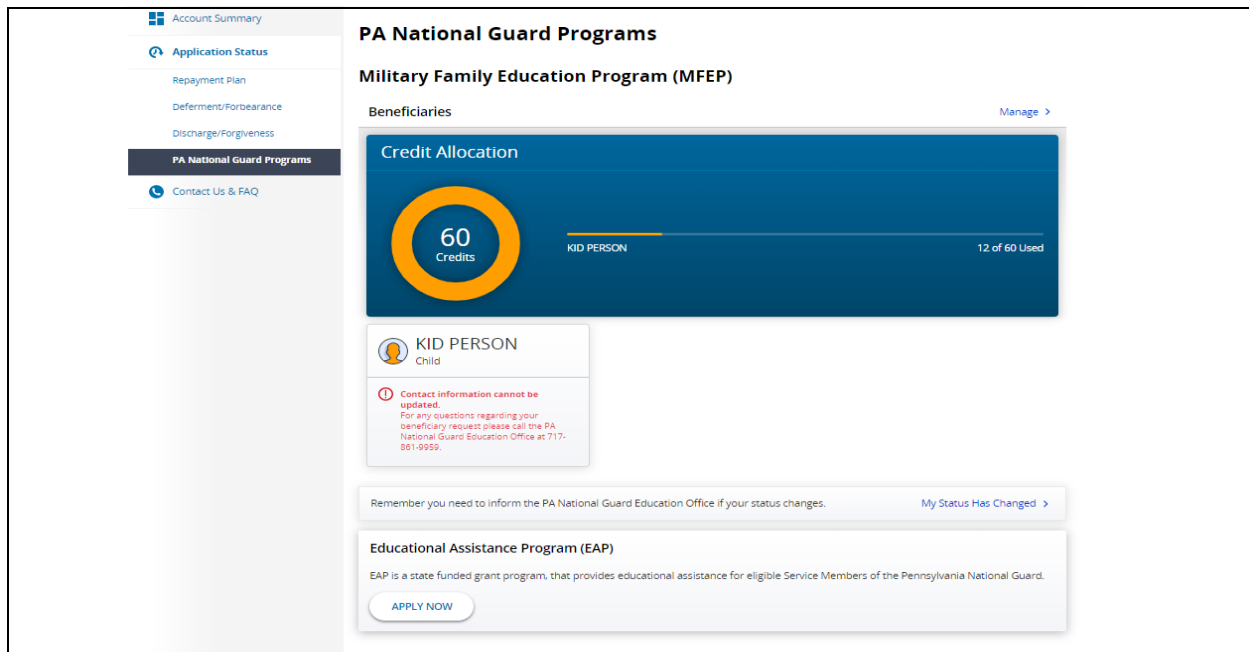 Account Summary
Application Status
Repayment Plan
Deferment/Forbearance
Discharge/Forgiveness
PA National Guard Programs
Contact Us & FAQ
PA National Guard Programs
Military Family Education Program (MFEP)
Beneficiaries
Manage >
Credit Allocation
60
Credits
KID PERSON
12 of 60 Used
KID PERSON
Child
Contact information cannot be
updated.
For any questions regarding your
beneficiary request please call the PA
National Guard Education Office at 717-
861-9959.
Remember you need to inform the PA National Guard Education Office if your status changes.
My Status Has Changed >
Educational Assistance Program (EAP)
EAP is a state funded grant program, that provides educational assistance for eligible Service Members of the Pennsylvania National Guard.
APPLY NOW